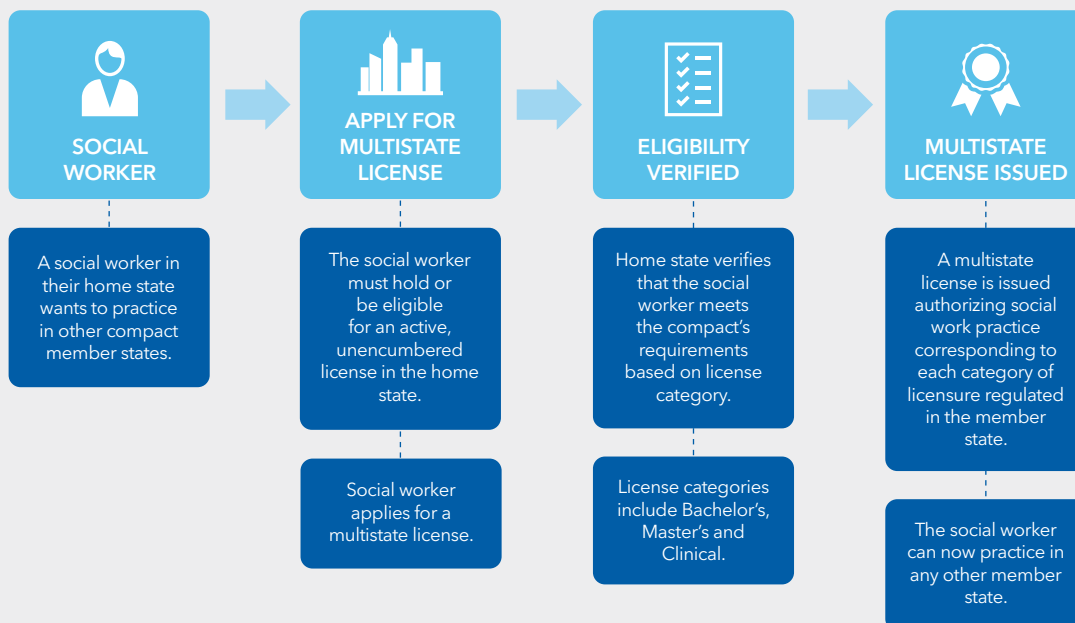 SOCIAL
WORKER
A social worker in
their home state
wants to practice
in other compact
member states.
APPLY FOR
MULTISTATE
LICENSE
The social worker
must hold or
be eligible
for an active,
unencumbered
license in the home
state.
Social worker
applies for a
multistate license.
ELIGIBILITY
VERIFIED
Home state verifies
that the social
worker meets
the compact’s
requirements
based on license
category.
License categories
include Bachelor’s,
Master’s and
Clinical.
MULTISTATE
LICENSE ISSUED
A multistate
license is issued
authorizing social
work practice
corresponding to
each category of
licensure regulated
in the member
state.
The social worker
can now practice in
any other member
state.